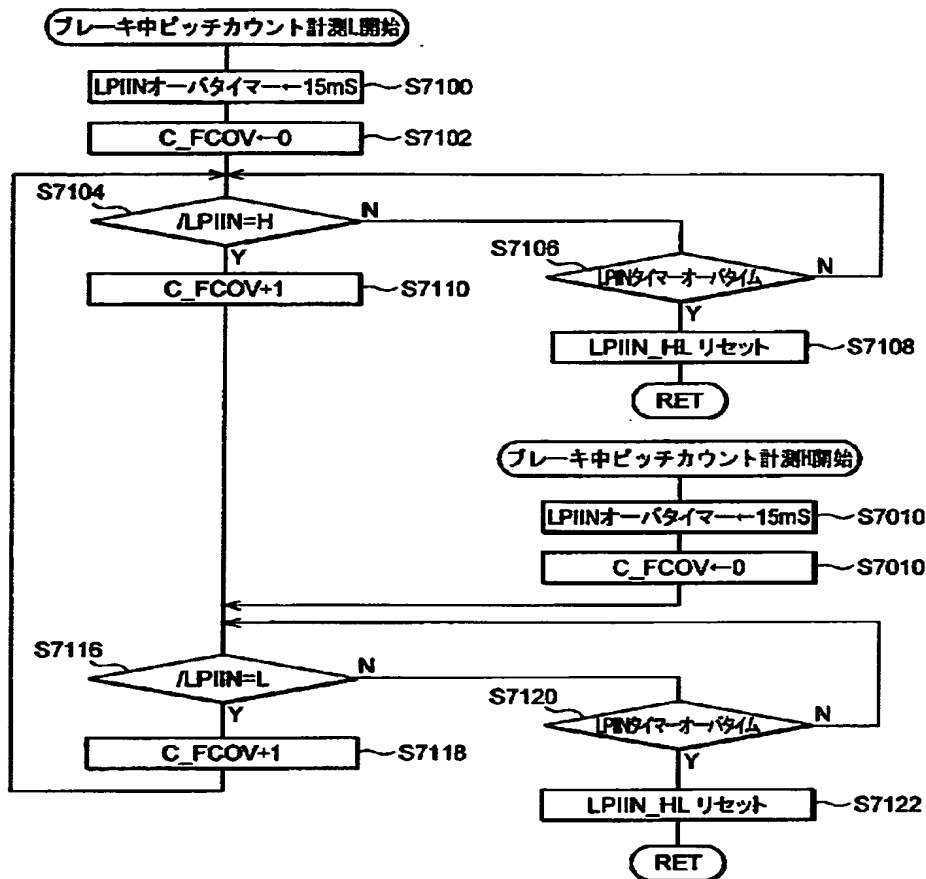 ブレーキ中ピッチカウント計測L開始
LPIINオーバタイマー←15mS
S7100
C_FCOV←0
S7102
S7104
/LPIIN=H
N
Y
S7106
LPIINタイマーオーバタイム
N
Y
C_FCOV+1
S7110
LPIIN_HL リセット
S7108
RET
ブレーキ中ピッチカウント計測H開始
LPIINオーバタイマー←15mS
S7010
C_FCOV←0
S7010
S7116
/LPIIN=L
N
Y
S7120
LPIINタイマーオーバタイム
N
Y
C_FCOV+1
S7118
LPIIN_HL リセット
S7122
RET